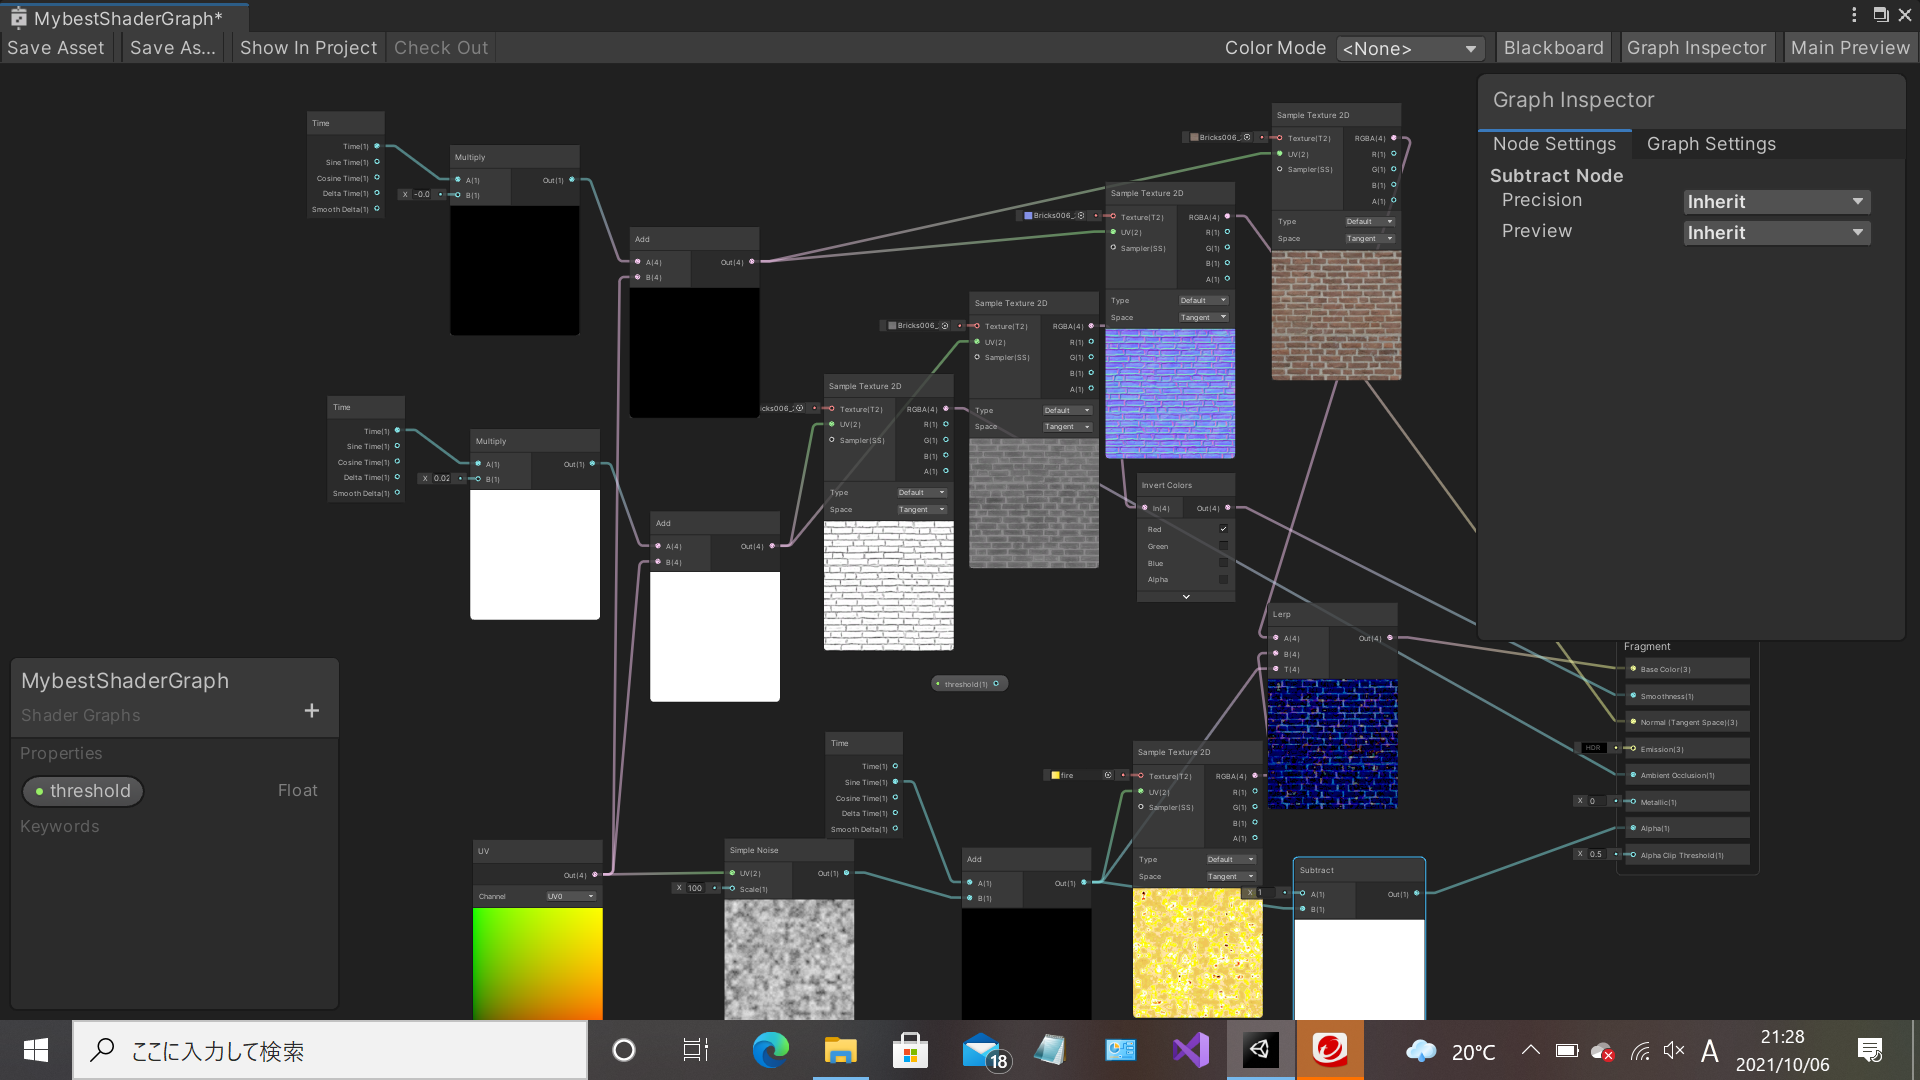 MybestShaderGraph*
Save Asset
Save As...
Show In Project
Check Out
Color Mode
<None>
Blackboard
Graph Inspector
Main Preview
Graph Inspector
Node Settings
Graph Settings
Subtract Node
Precision
Inherit
Preview
Inherit
Time
Time(1)
Sine Time(1)
Cosine Time(1)
Delta Time(1)
Smooth Delta(1)
Multiply
A(1)
Out(1)
X -0.0
B(1)
Add
A(4)
Out(4)
B(4)
Sample Texture 2D
Bricks006_
Texture(T2)
RGBA(4)
UV(2)
R(1)
Sampler(SS)
G(1)
B(1)
A(1)
Type
Default
Space
Tangent
Sample Texture 2D
Bricks006_
Texture(T2)
RGBA(4)
UV(2)
R(1)
Sampler(SS)
G(1)
B(1)
A(1)
Type
Default
Space
Tangent
Sample Texture 2D
Bricks006_
Texture(T2)
RGBA(4)
UV(2)
R(1)
Sampler(SS)
G(1)
B(1)
A(1)
Type
Default
Space
Tangent
Sample Texture 2D
icks006_
Texture(T2)
RGBA(4)
UV(2)
R(1)
Sampler(SS)
G(1)
B(1)
A(1)
Type
Default
Space
Tangent
Time
Time(1)
Sine Time(1)
Cosine Time(1)
Delta Time(1)
Smooth Delta(1)
Multiply
A(1)
Out(1)
X 0.02
B(1)
Add
A(4)
Out(4)
B(4)
Invert Colors
In(4)
Out(4)
Red
Green
Blue
Alpha
threshold(1)
Lerp
A(4)
Out(4)
B(4)
T(4)
Fragment
Base Color(3)
Smoothness(1)
Normal (Tangent Space)(3)
HDR
Emission(3)
Ambient Occlusion(1)
X 0
Metallic(1)
Alpha(1)
X 0.5
Alpha Clip Threshold(1)
MybestShaderGraph
Shader Graphs
+
Properties
threshold
Float
Keywords
Time
Time(1)
Sine Time(1)
Cosine Time(1)
Delta Time(1)
Smooth Delta(1)
UV
Out(4)
Channel
UV0
Simple Noise
UV(2)
Out(1)
X 100
Scale(1)
Add
A(1)
Out(1)
B(1)
Sample Texture 2D
fire
Texture(T2)
RGBA(4)
UV(2)
R(1)
Sampler(SS)
G(1)
B(1)
A(1)
Type
Default
Space
Tangent
Subtract
X 1
A(1)
Out(1)
B(1)
ここに入力して検索
18
20°C
A
21:28
2021/10/06